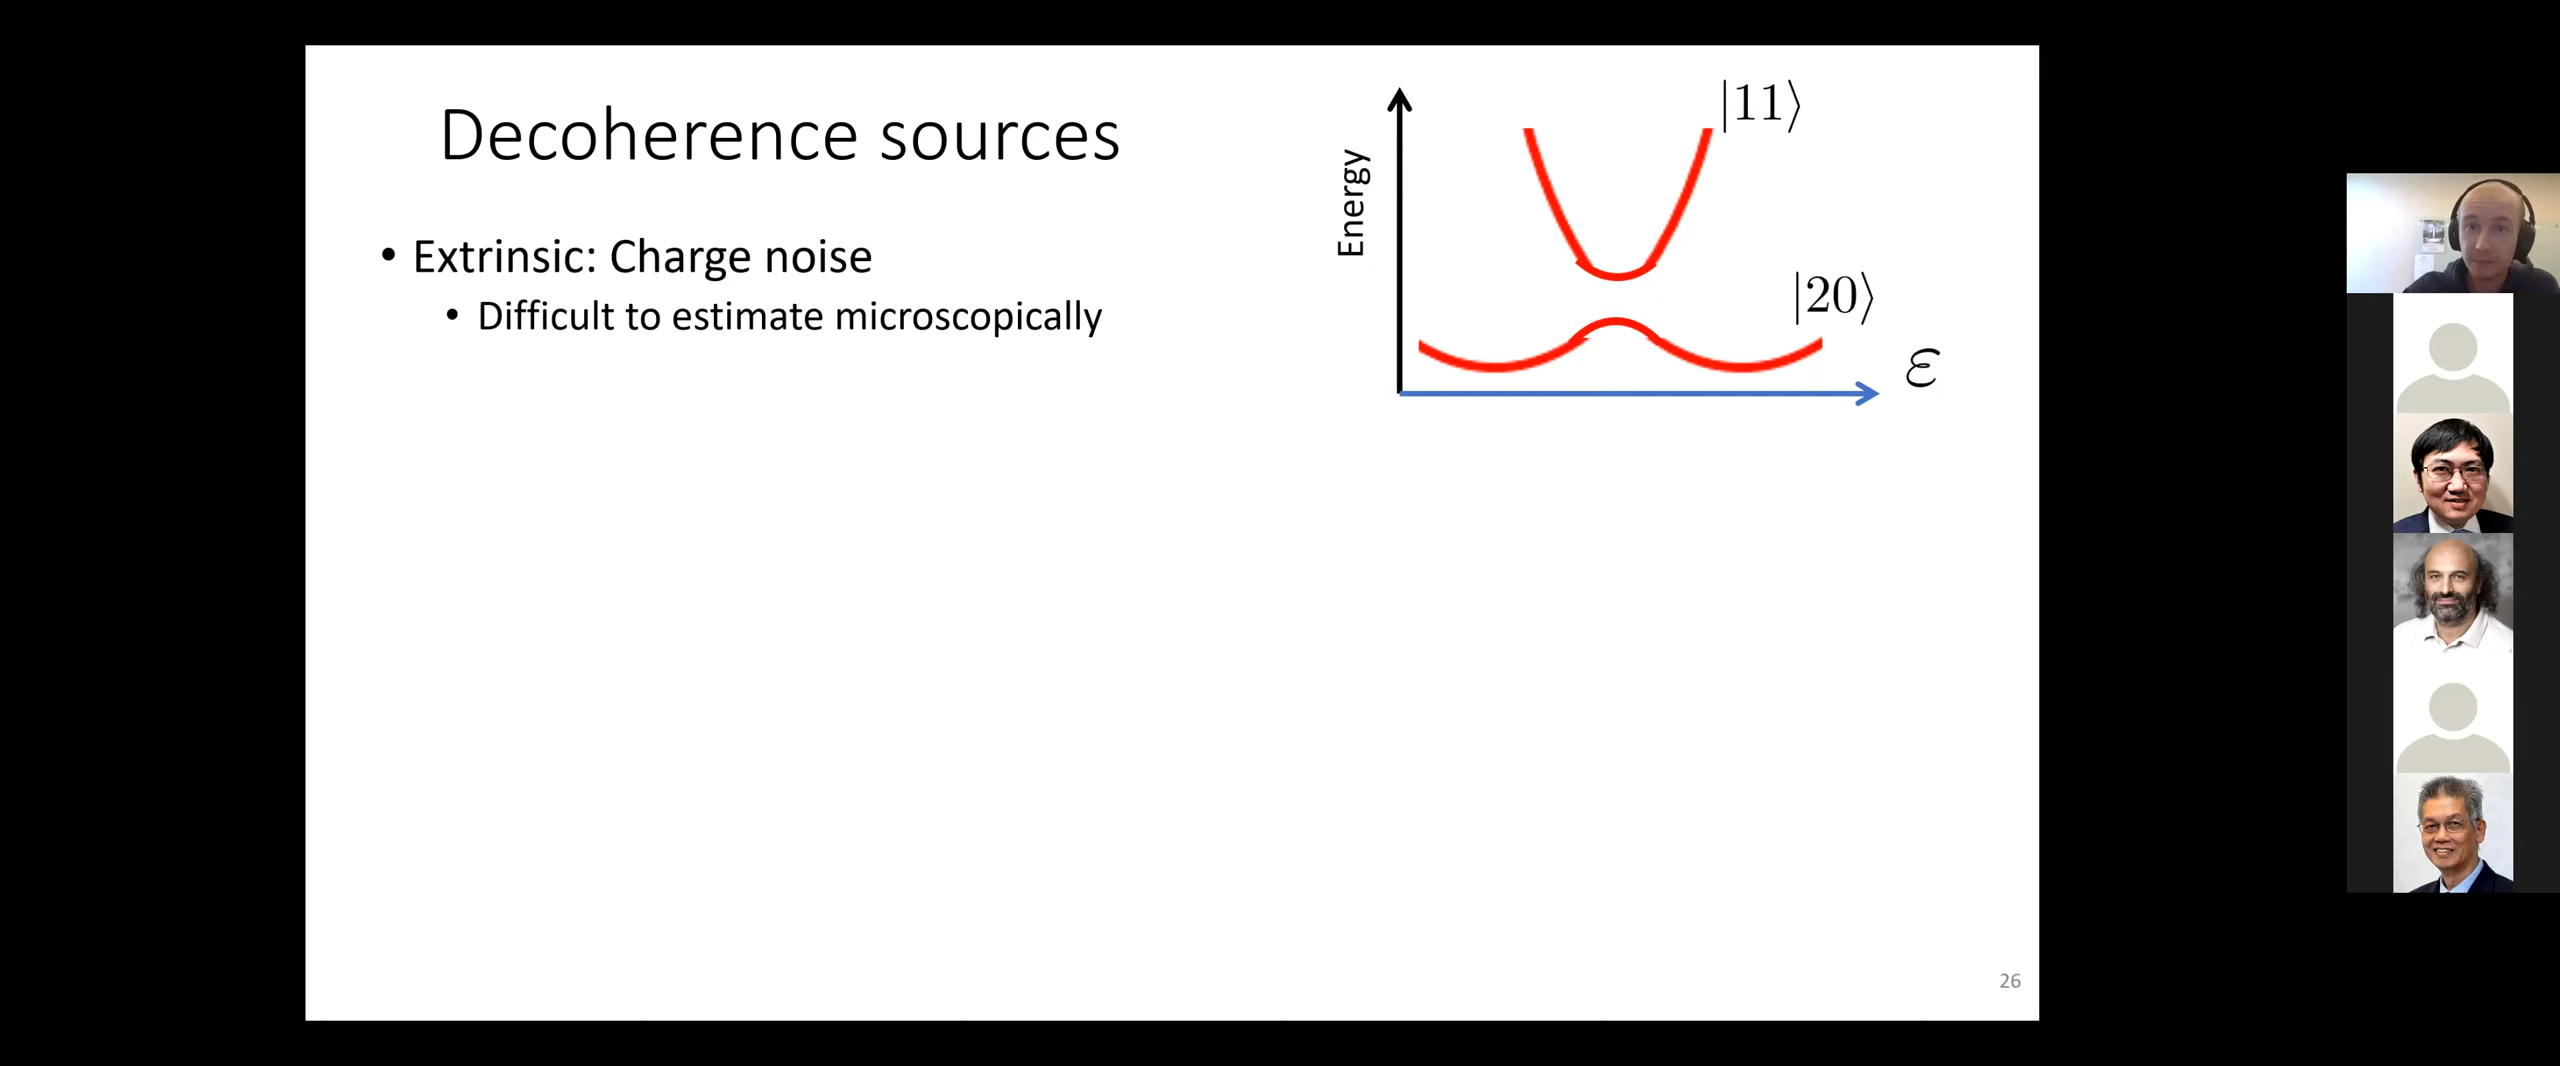 Decoherence sources
• Extrinsic: Charge noise
• Difficult to estimate microscopically
Energy
|11⟩
|20⟩
ε
26